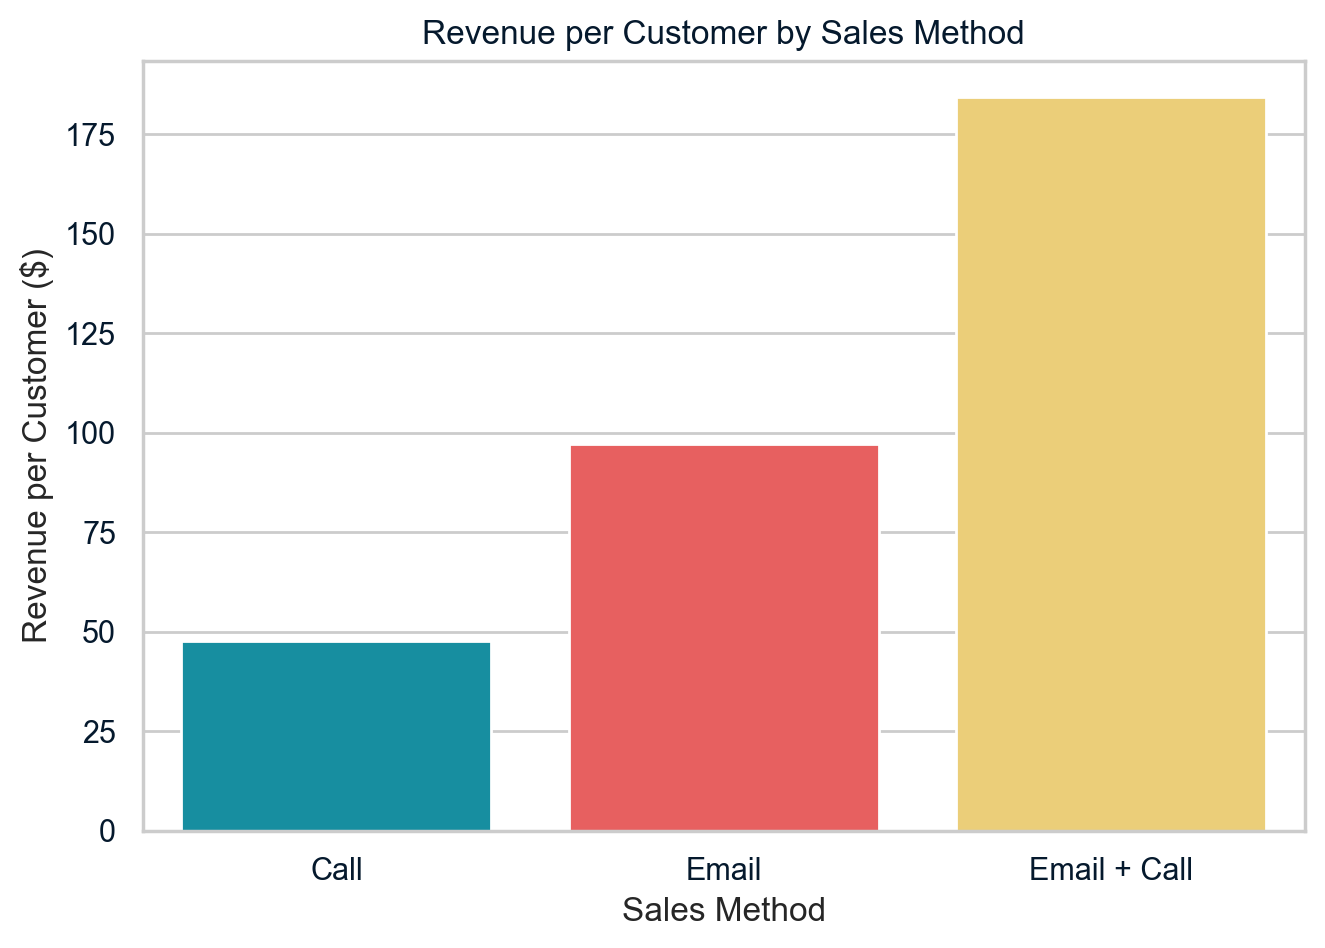 Revenue per Customer by Sales Method
Revenue per Customer ($)
175
150
125
100
75
50
25
0
Call
Email
Email + Call
Sales Method